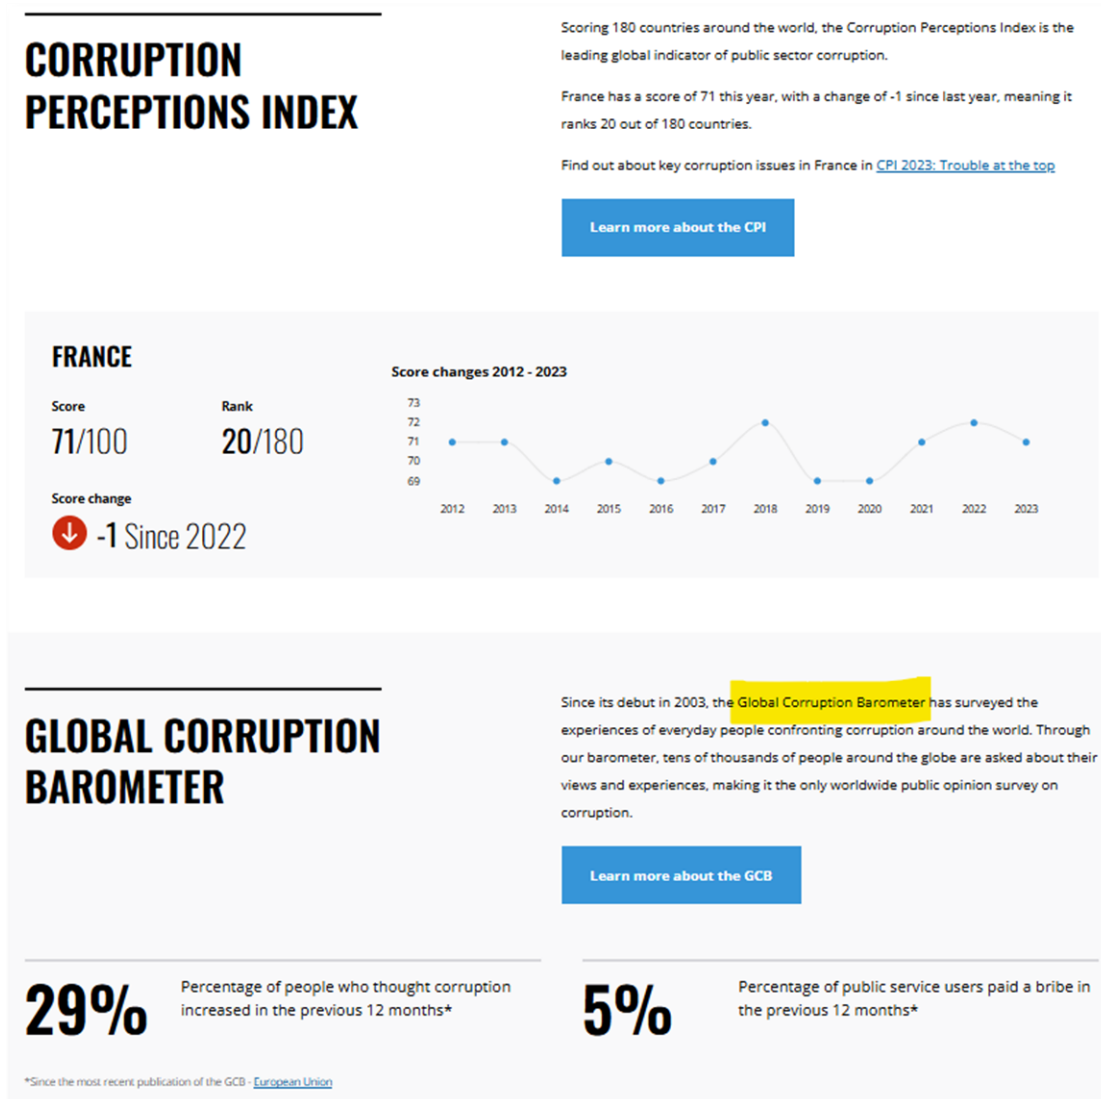 CORRUPTION
PERCEPTIONS INDEX
Scoring 180 countries around the world, the Corruption Perceptions Index is the
leading global indicator of public sector corruption.
France has a score of 71 this year, with a change of -1 since last year, meaning it
ranks 20 out of 180 countries.
Find out about key corruption issues in France in CPI 2023: Trouble at the top
Learn more about the CPI
FRANCE
Score
71/100
Rank
20/180
Score change
-1 Since 2022
Score changes 2012 - 2023
73
72
71
70
69
2012 2013 2014 2015 2016 2017 2018 2019 2020 2021 2022 2023
GLOBAL CORRUPTION
BAROMETER
Since its debut in 2003, the Global Corruption Barometer has surveyed the
experiences of everyday people confronting corruption around the world. Through
our barometer, tens of thousands of people around the globe are asked about their
views and experiences, making it the only worldwide public opinion survey on
corruption.
Learn more about the GCB
29%
Percentage of people who thought corruption
increased in the previous 12 months*
5%
Percentage of public service users paid a bribe in
the previous 12 months*
*Since the most recent publication of the GCB - European Union